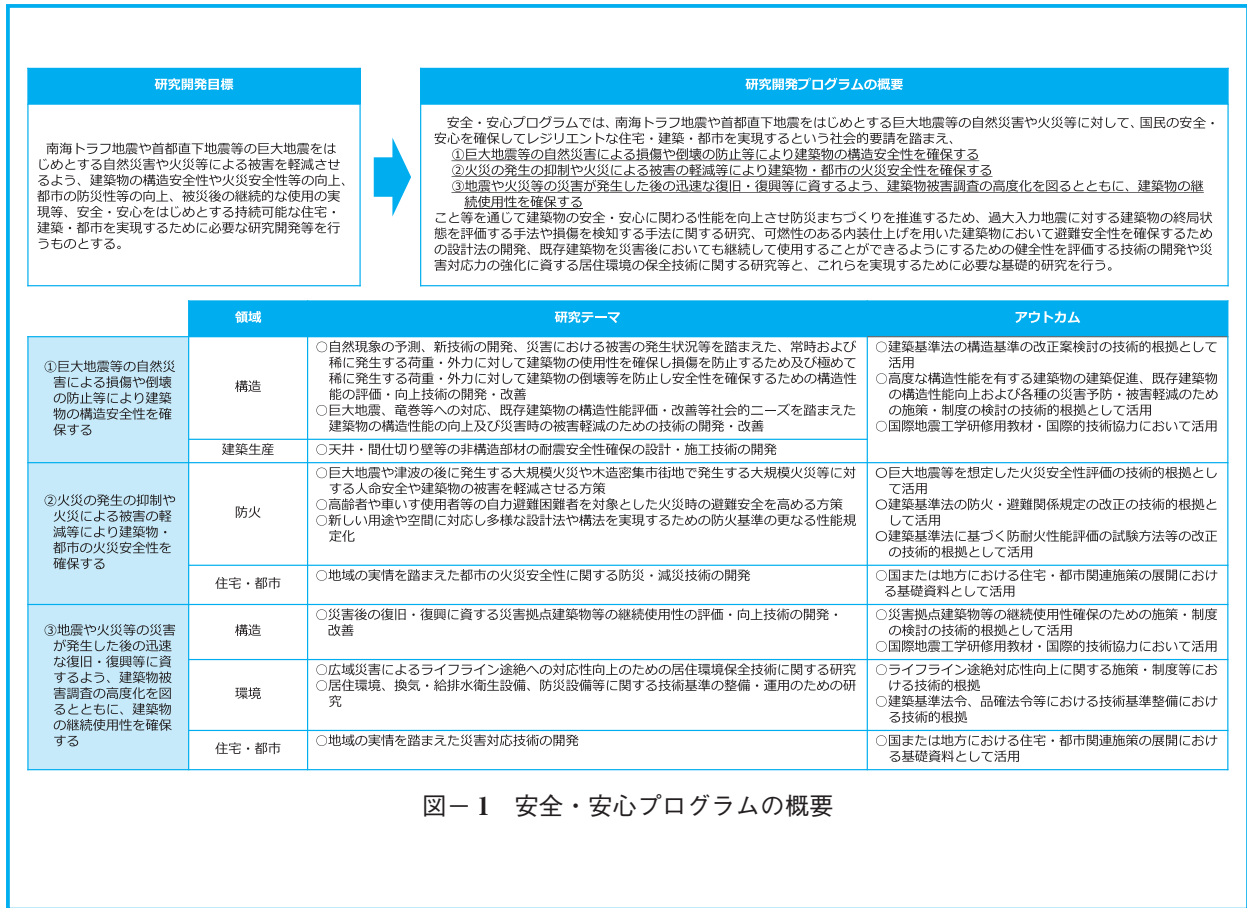 研究開発目標
南海トラフ地震や首都直下地震等の巨大地震をは
じめとする自然災害や火災等による被害を軽減させ
るよう、建築物の構造安全性や火災安全性等の向上、
都市の防災性等の向上、被災後の継続的な使用の実
現等、安全・安心をはじめとする持続可能な住宅・
建築・都市を実現するために必要な研究開発等を行
うものとする。
研究開発プログラムの概要
安全・安心プログラムでは、南海トラフ地震や首都直下地震をはじめとする巨大地震等の自然災害や火災等に対して、国民の安全・
安心を確保してレジリエントな住宅・建築・都市を実現するという社会的要請を踏まえ、
①巨大地震等の自然災害による損傷や倒壊の防止等により建築物の構造安全性を確保する
②火災の発生の抑制や火災による被害の軽減等により建築物・都市の火災安全性を確保する
③地震や火災等の災害が発生した後の迅速な復旧・復興等に資するよう、建築物被害調査の高度化を図るとともに、建築物の継
続使用性を確保する
こと等を通じて建築物の安全・安心に関わる性能を向上させ防災まちづくりを推進するため、過大入力地震に対する建築物の終局状
態を評価する手法や損傷を検知する手法に関する研究、可燃性のある内装仕上げを用いた建築物において避難安全性を確保するため
の設計法の開発、既存建築物を災害後においても継続して使用することができるようにするための健全性を評価する技術の開発や災
害対応力の強化に資する居住環境の保全技術に関する研究等と、これらを実現するために必要な基礎的研究を行う。
領域
研究テーマ
アウトカム
①巨大地震等の自然災
害による損傷や倒壊
の防止等により建築
物の構造安全性を確
保する
構造
○自然現象の予測、新技術の開発、災害における被害の発生状況等を踏まえた、常時および
稀に発生する荷重・外力に対して建築物の使用性を確保し損傷を防止するため及び極めて
稀に発生する荷重・外力に対して建築物の倒壊等を防止し安全性を確保するための構造性
能の評価・向上技術の開発・改善
○巨大地震、竜巻等への対応、既存建築物の構造性能評価・改善等社会的ニーズを踏まえた
建築物の構造性能の向上及び災害時の被害軽減のための技術の開発・改善
○建築基準法の構造基準の改正案検討の技術的根拠として
活用
○高度な構造性能を有する建築物の建築促進、既存建築物
の構造性能向上および各種の災害予防・被害軽減のため
の施策・制度の検討の技術的根拠として活用
○国際地震工学研修用教材・国際的技術協力において活用
建築生産
○天井・間仕切り壁等の非構造部材の耐震安全性確保の設計・施工技術の開発
②火災の発生の抑制や
火災による被害の軽
減等により建築物・
都市の火災安全性を
確保する
防火
○巨大地震や津波の後に発生する大規模火災や木造密集市街地で発生する大規模火災等に対
する人命安全や建築物の被害を軽減させる方策
○高齢者や車いす使用者等の自力避難困難者を対象とした火災時の避難安全を高める方策
○新しい用途や空間に対応し多様な設計法や構法を実現するための防火基準の更なる性能規
定化
○巨大地震等を想定した火災安全性評価の技術的根拠とし
て活用
○建築基準法の防火・避難関係規定の改正の技術的根拠と
して活用
○建築基準法に基づく防耐火性能評価の試験方法等の改正
の技術的根拠として活用
住宅・都市
○地域の実情を踏まえた都市の火災安全性に関する防災・減災技術の開発
○国または地方における住宅・都市関連施策の展開におけ
る基礎資料として活用
③地震や火災等の災害
が発生した後の迅速
な復旧・復興等に資
するよう、建築物被
害調査の高度化を図
るとともに、建築物
の継続使用性を確保
する
構造
○災害後の復旧・復興に資する災害拠点建築物等の継続使用性の評価・向上技術の開発・
改善
○災害拠点建築物等の継続使用性確保のための施策・制度
の検討の技術的根拠として活用
○国際地震工学研修用教材・国際的技術協力において活用
環境
○広域災害によるライフライン途絶への対応性向上のための居住環境保全技術に関する研究
○居住環境、換気・給排水衛生設備、防災設備等に関する技術基準の整備・運用のための研
究
○ライフライン途絶対応性向上に関する施策・制度等にお
ける技術的根拠
○建築基準法令、品確法令等における技術基準整備におけ
る技術的根拠
住宅・都市
○地域の実情を踏まえた災害対応技術の開発
○国または地方における住宅・都市関連施策の展開におけ
る基礎資料として活用
図－1 安全・安心プログラムの概要